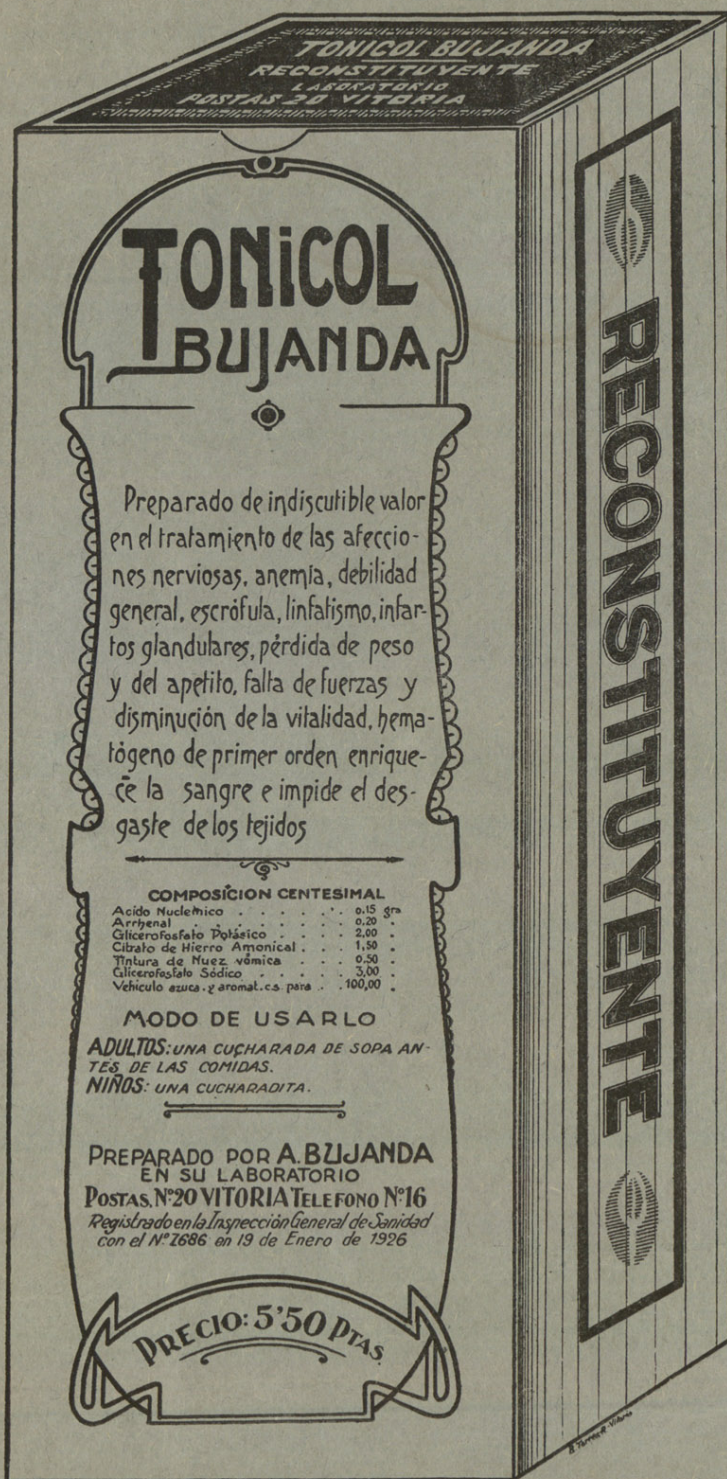 TONICOL BUJANDA
RECONSTITUYENTE
LABORATORIO
POSTAS 20 VITORIA
TONICOL
BUJANDA
Preparado de indiscutible valor
en el tratamiento de las afeccio-
nes nerviosas, anemia, debilidad
general, escrófula, linfatismo, infar-
tos glandulares, pérdida de peso
y del apetito, falta de fuerzas y
disminución de la vitalidad, hema-
tógeno de primer orden enrique-
ce la sangre e impide el des-
gaste de los tejidos
COMPOSICION CENTESIMAL
Acido Nucleínico . . . . . . 0.15 grs
Arrhenal . . . . . . . 0.20 .
Glicerofosfato Potásico . . . 2,00 .
Citrato de Hierro Amonical . . 1,50 .
Tintura de Nuez vómica . . . 0.50 .
Glicerofosfato Sódico . . . . 3,00 .
Vehiculo azuca. y aromat. c.s. para . . 100,00 .
MODO DE USARLO
ADULTOS: UNA CUCHARADA DE SOPA AN-
TES DE LAS COMIDAS.
NIÑOS: UNA CUCHARADITA.
PREPARADO POR A. BUJANDA
EN SU LABORATORIO
POSTAS, Nº 20 VITORIA TELEFONO Nº 16
Registrado en la Inspección General de Sanidad
con el Nº 7686 en 19 de Enero de 1926
PRECIO: 5'50 PTAS.
RECONSTITUYENTE